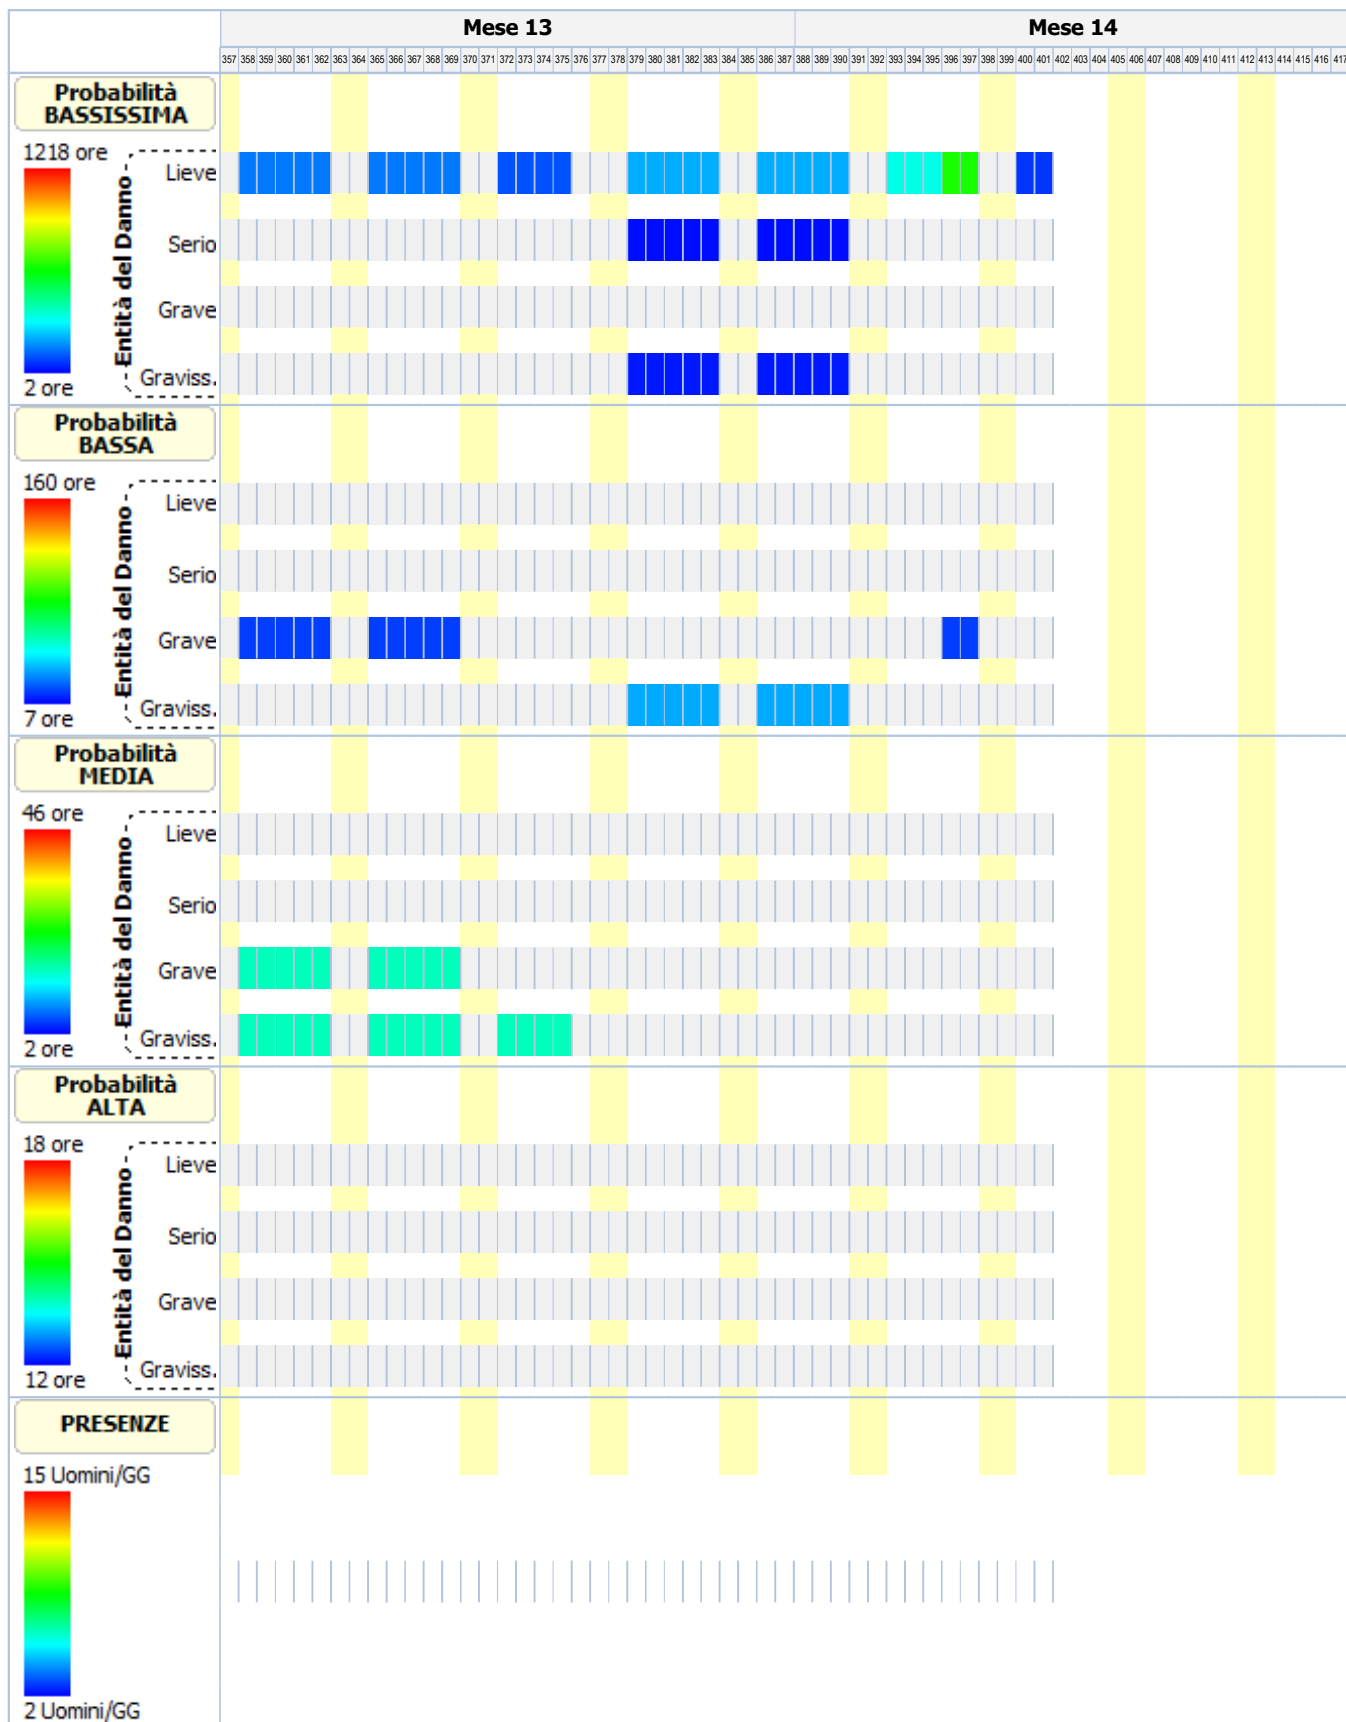 Mese 13 Mese 14
357 358 359 360 361 362 363 364 365 366 367 368 369 370 371 372 373 374 375 376 377 378 379 380 381 382 383 384 385 386 387 388 389 390 391 392 393 394 395 396 397 398 399 400 401 402 403 404 405 406 407 408 409 410 411 412 413 414 415 416 417
Probabilità
BASSISSIMA
1218 ore
Entità del Danno
Lieve
Serio
Grave
Graviss.
2 ore
Probabilità
BASSA
160 ore
Entità del Danno
Lieve
Serio
Grave
Graviss.
7 ore
Probabilità
MEDIA
46 ore
Entità del Danno
Lieve
Serio
Grave
Graviss.
2 ore
Probabilità
ALTA
18 ore
Entità del Danno
Lieve
Serio
Grave
Graviss.
12 ore
PRESENZE
15 Uomini/GG
2 Uomini/GG